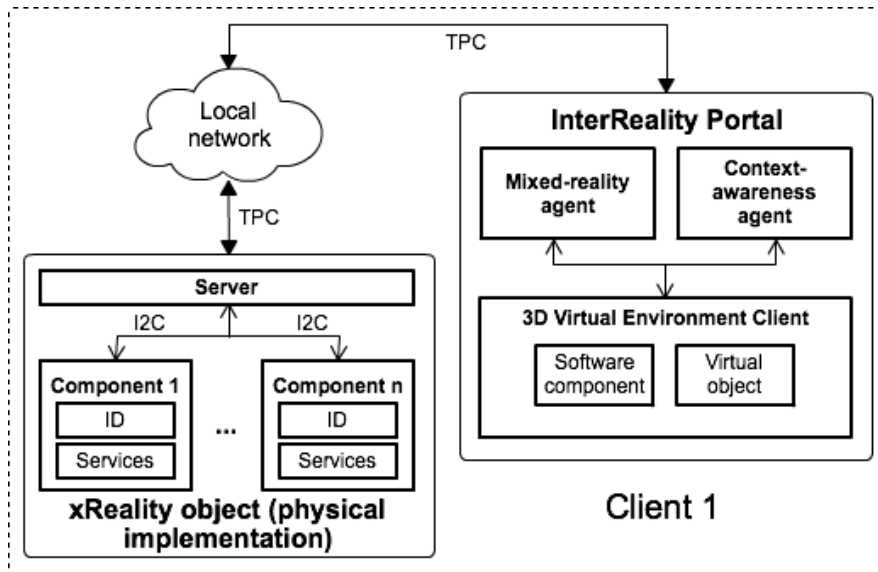 TPC
Local
network
TPC
Server
I2C
I2C
Component 1
ID
Services
...
Component n
ID
Services
xReality object (physical
implementation)
InterReality Portal
Mixed-reality
agent
Context-
awareness
agent
3D Virtual Environment Client
Software
component
Virtual
object
Client 1